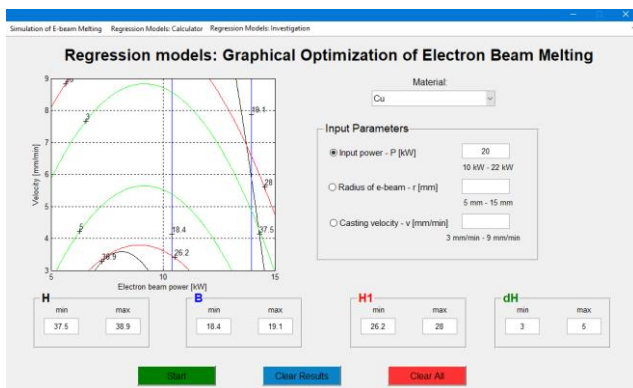 Simulation of E-beam Melting Regression Models: Calculator Regression Models: Investigation
Regression models: Graphical Optimization of Electron Beam Melting
Material:
Cu
Input Parameters
Input power - P [kW] 20
10 kW - 22 kW
Radius of e-beam - r [mm]
5 mm - 15 mm
Casting velocity - v [mm/min]
3 mm/min - 9 mm/min
Velocity [mm/min]
9
8
7
6
5
4
3
3
19.1
28
5
18.4
37.5
26.2
38.9
5 10 15
Electron beam power [kW]
H
min max
37.5 38.9
B
min max
18.4 19.1
H1
min max
26.2 28
dH
min max
3 5
Start Clear Results Clear All